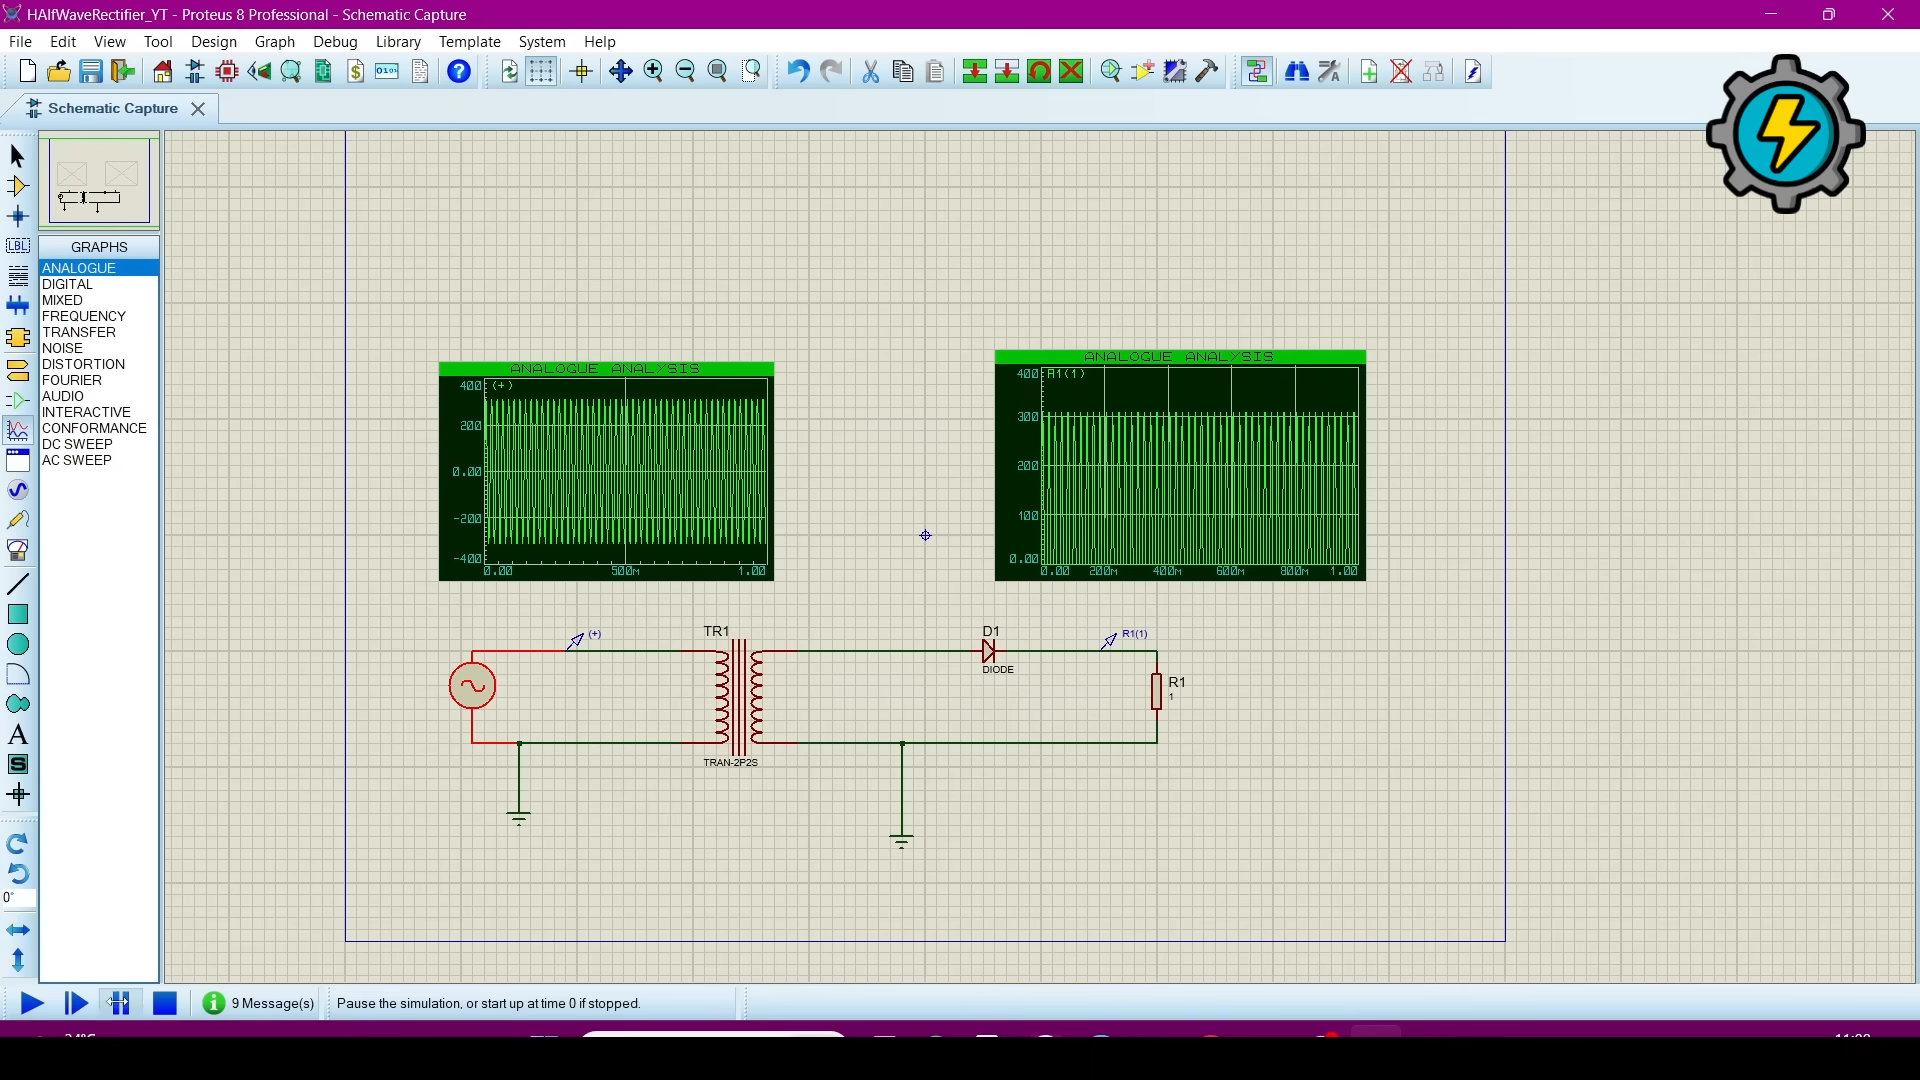 HAlfWaveRectifier_YT - Proteus 8 Professional - Schematic Capture
File Edit View Tool Design Graph Debug Library Template System Help
Schematic Capture
GRAPHS
ANALOGUE
DIGITAL
MIXED
FREQUENCY
TRANSFER
NOISE
DISTORTION
FOURIER
AUDIO
INTERACTIVE
CONFORMANCE
DC SWEEP
AC SWEEP
LBL
A
S
0°
ANALOGUE ANALYSIS
400 (+)
200
0.00
-200
-400
0.00 500m 1.00
ANALOGUE ANALYSIS
400 R1(1)
300
200
100
0.00
0.00 200m 400m 600m 800m 1.00
(+)
TR1
TRAN-2P2S
D1
DIODE
R1(1)
R1
1
9 Message(s) Pause the simulation, or start up at time 0 if stopped.